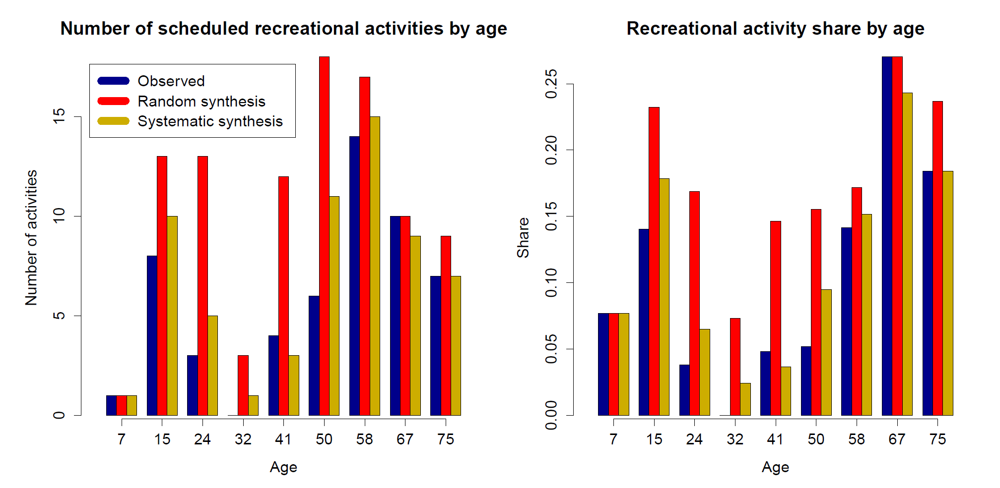 Number of scheduled recreational activities by age
Observed
Random synthesis
Systematic synthesis
Number of activities
0
5
10
15
7 15 24 32 41 50 58 67 75
Age
Recreational activity share by age
Share
0.00
0.05
0.10
0.15
0.20
0.25
7 15 24 32 41 50 58 67 75
Age